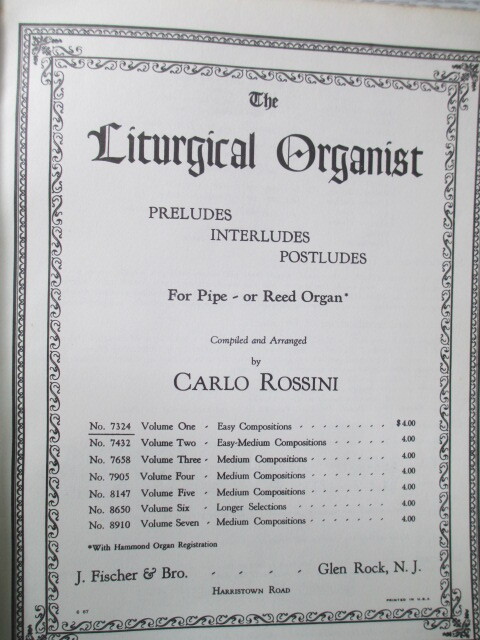 The
Liturgical Organist
PRELUDES
INTERLUDES
POSTLUDES
For Pipe - or Reed Organ*
Compiled and Arranged
by
CARLO ROSSINI
No. 7324 Volume One - Easy Compositions - - - - - - - - $4.00
No. 7432 Volume Two - Easy-Medium Compositions - - - - - 4.00
No. 7658 Volume Three - Medium Compositions - - - - - - - 4.00
No. 7905 Volume Four - Medium Compositions - - - - - - - 4.00
No. 8147 Volume Five - Medium Compositions - - - - - - - 4.00
No. 8650 Volume Six - Longer Selections - - - - - - - - 4.00
No. 8910 Volume Seven - Medium Compositions - - - - - - - 4.00
*With Hammond Organ Registration
J. Fischer & Bro. - - - - Glen Rock, N. J.
HARRISTOWN ROAD
PRINTED IN U.S.A.